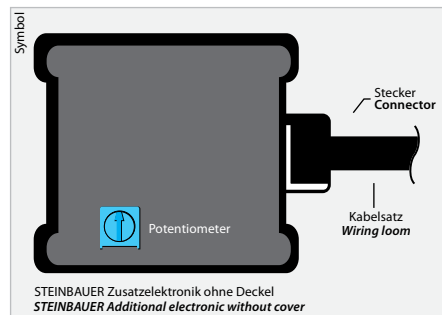 Symbol
Stecker
Connector
Potentiometer
Kabelsatz
Wiring loom
STEINBAUER Zusatzelektronik ohne Deckel
STEINBAUER Additional electronic without cover